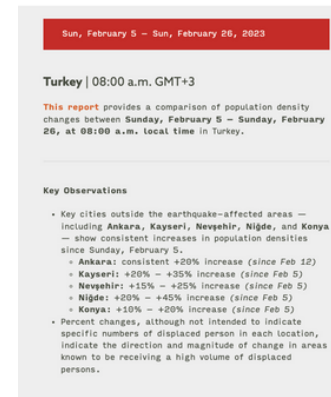 Sun, February 5 – Sun, February 26, 2023
Turkey | 08:00 a.m. GMT+3
This report provides a comparison of population density
changes between Sunday, February 5 – Sunday, February
26, at 08:00 a.m. local time in Turkey.
Key Observations
• Key cities outside the earthquake-affected areas —
including Ankara, Kayseri, Nevşehir, Niğde, and Konya
— show consistent increases in population densities
since Sunday, February 5.
∘ Ankara: consistent +20% increase (since Feb 12)
∘ Kayseri: +20% – +35% increase (since Feb 5)
∘ Nevşehir: +15% – +25% increase (since Feb 5)
∘ Niğde: +20% – +45% increase (since Feb 5)
∘ Konya: +10% – +20% increase (since Feb 5)
• Percent changes, although not intended to indicate
specific numbers of displaced person in each location,
indicate the direction and magnitude of change in areas
known to be receiving a high volume of displaced
persons.